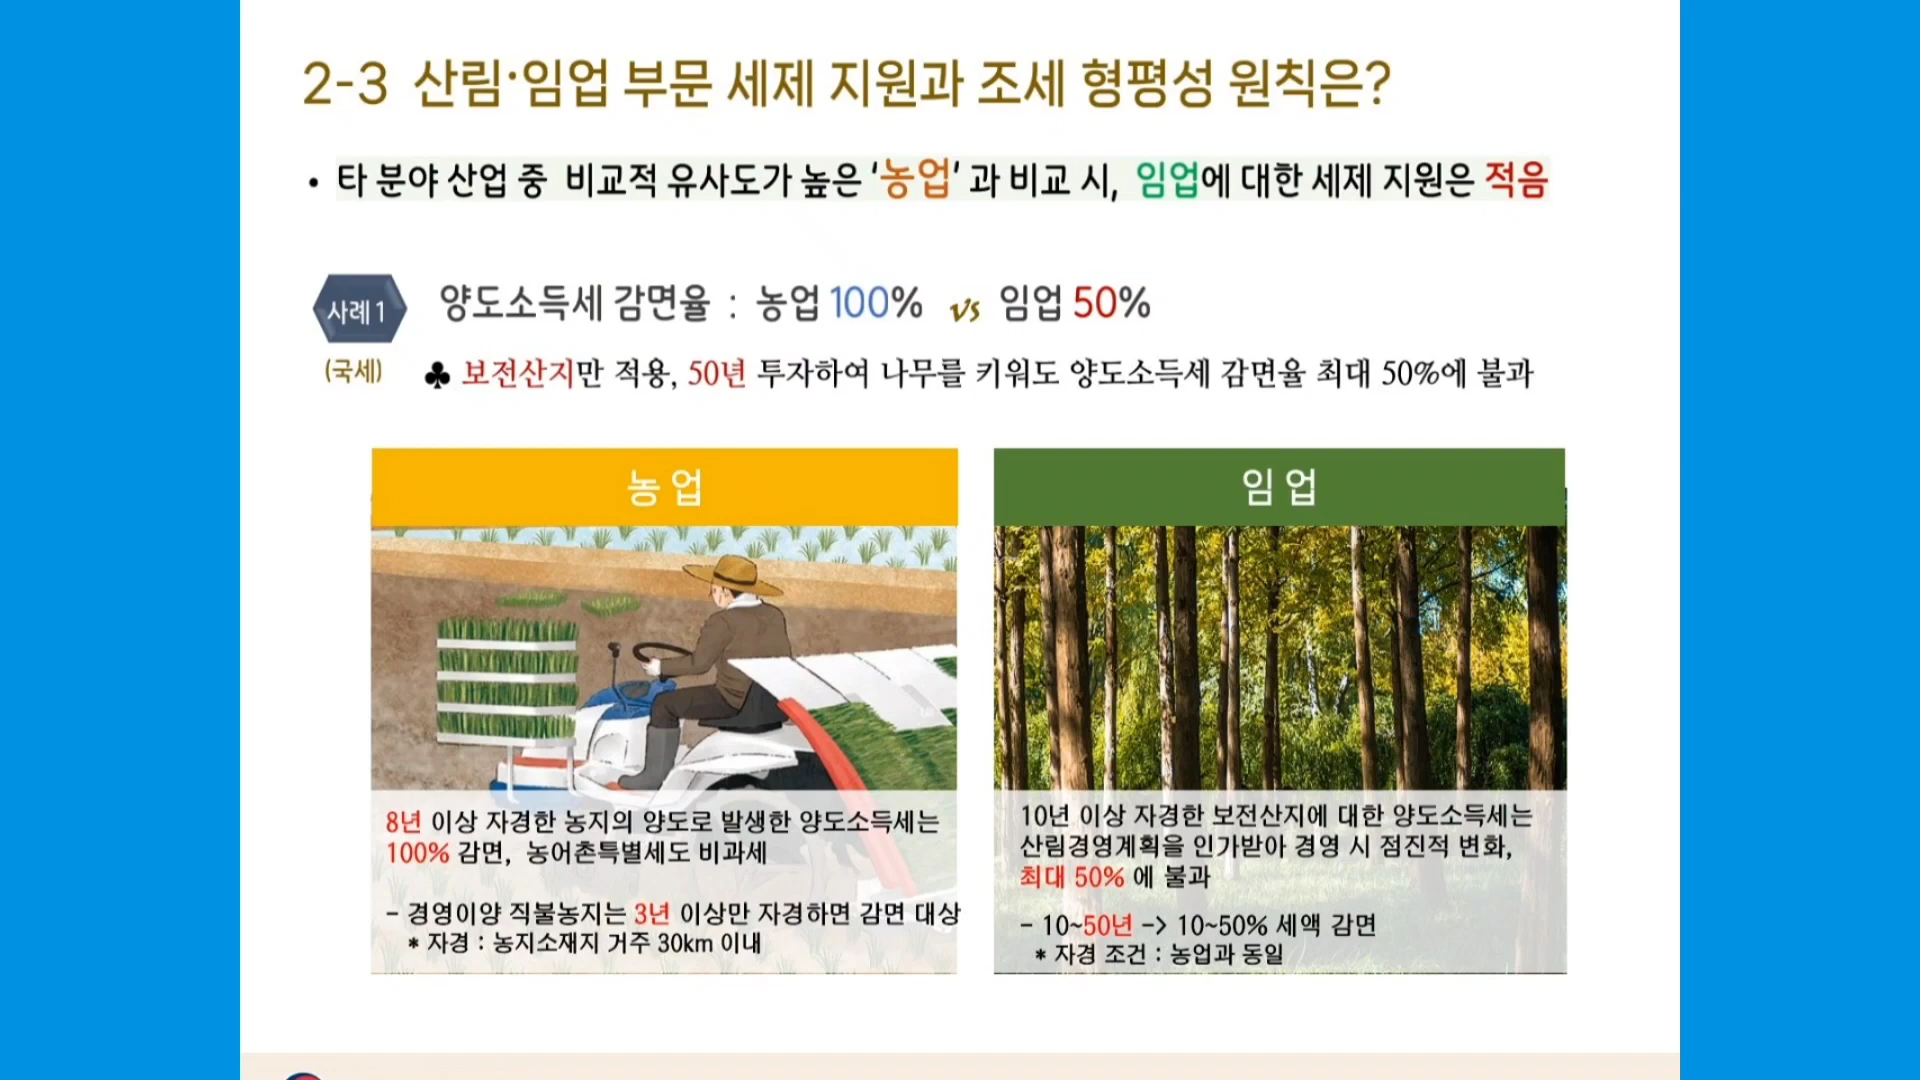 2-3 산림·임업 부문 세제 지원과 조세 형평성 원칙은?
• 타 분야 산업 중 비교적 유사도가 높은 ‘농업’ 과 비교 시, 임업에 대한 세제 지원은 적음
사례 1
양도소득세 감면율 : 농업 100% vs 임업 50%
(국세)
♣ 보전산지만 적용, 50년 투자하여 나무를 키워도 양도소득세 감면율 최대 50%에 불과
농 업
8년 이상 자경한 농지의 양도로 발생한 양도소득세는
100% 감면, 농어촌특별세도 비과세
- 경영이양 직불농지는 3년 이상만 자경하면 감면 대상
* 자경 : 농지소재지 거주 30km 이내
임 업
10년 이상 자경한 보전산지에 대한 양도소득세는
산림경영계획을 인가받아 경영 시 점진적 변화,
최대 50% 에 불과
- 10~50년 -> 10~50% 세액 감면
* 자경 조건 : 농업과 동일